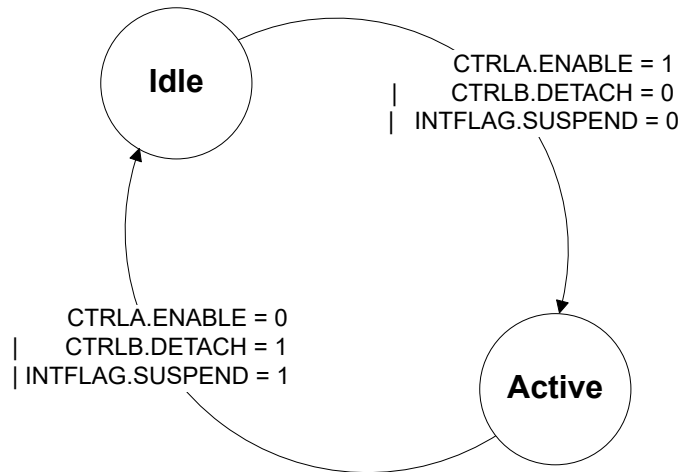 Idle
CTRLA.ENABLE = 1
| CTRLB.DETACH = 0
| INTFLAG.SUSPEND = 0
CTRLA.ENABLE = 0
| CTRLB.DETACH = 1
| INTFLAG.SUSPEND = 1
Active